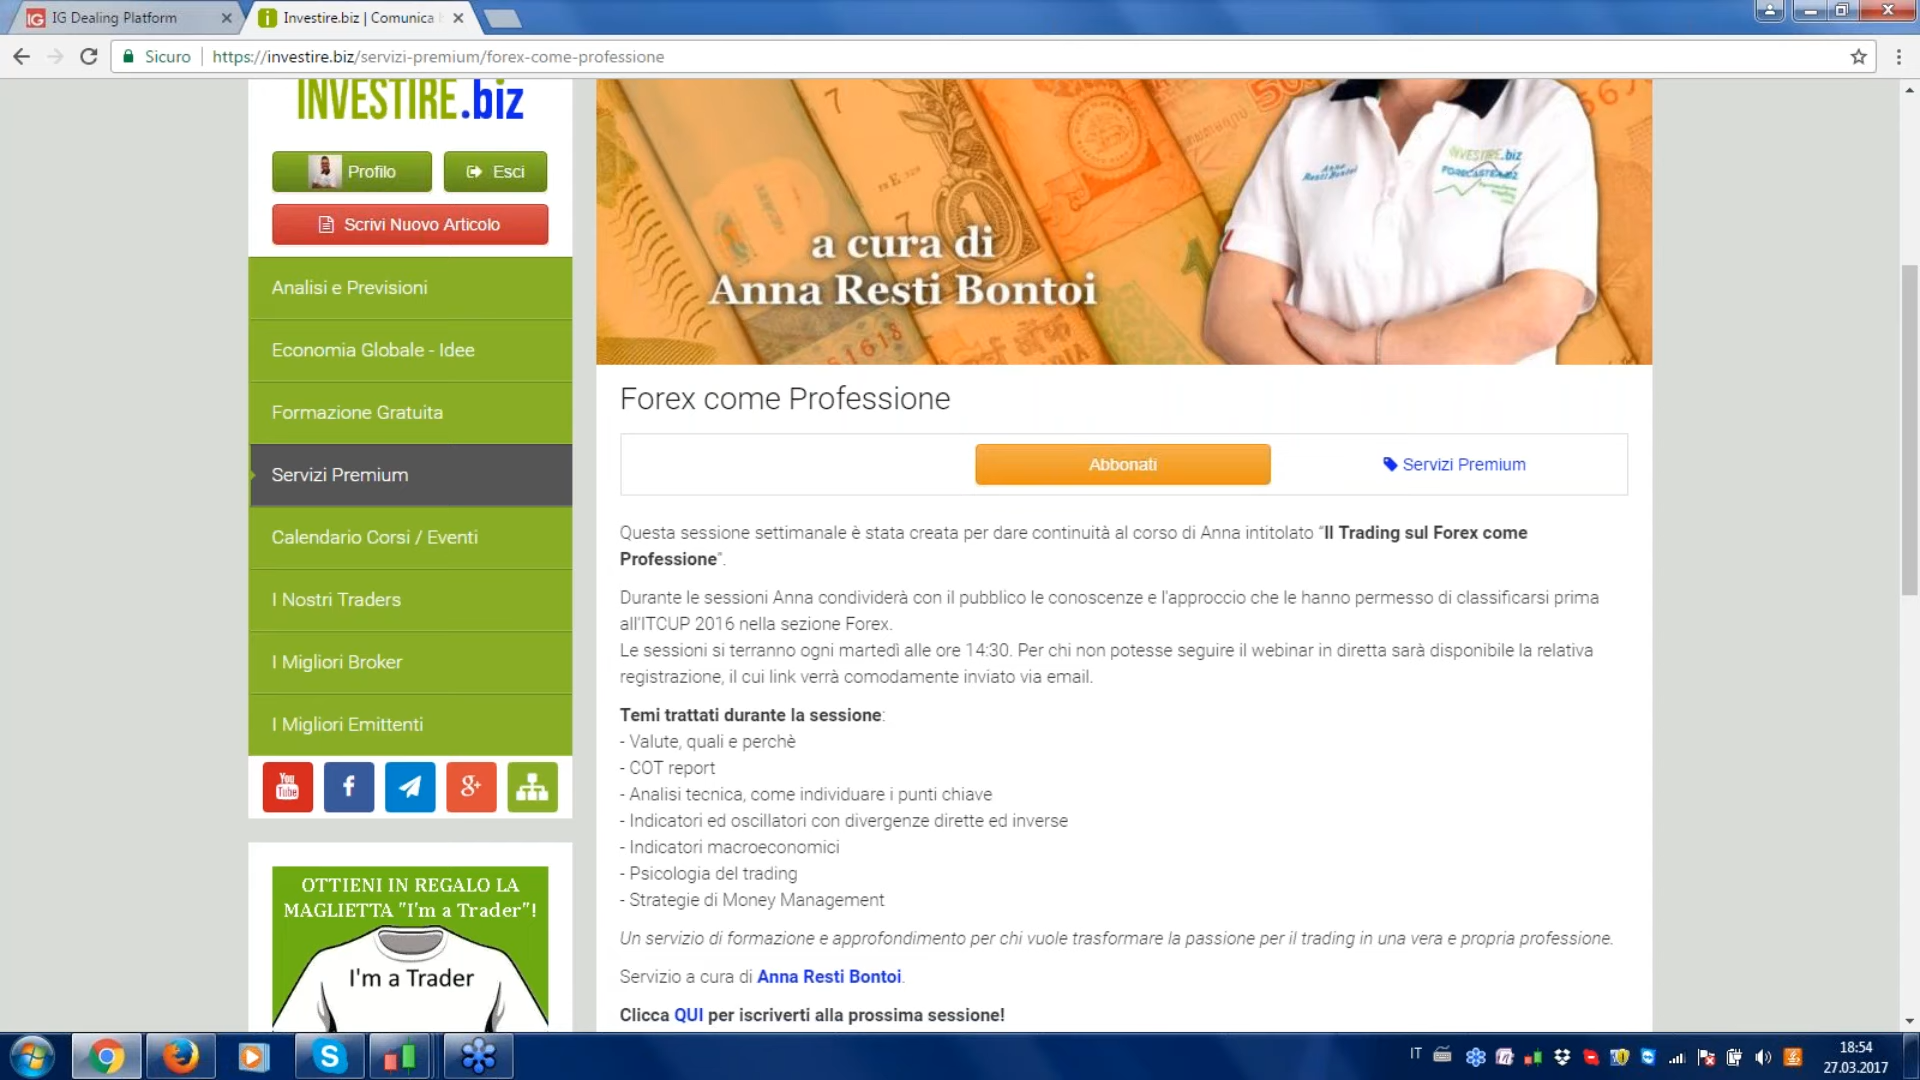 IG Dealing Platform
Investire.biz | Comunica
Sicuro
https://investire.biz/servizi-premium/forex-come-professione
INVESTIRE.biz
Profilo
Esci
Scrivi Nuovo Articolo
Analisi e Previsioni
Economia Globale - Idee
Formazione Gratuita
Servizi Premium
Calendario Corsi / Eventi
I Nostri Traders
I Migliori Broker
I Migliori Emittenti
You
Tube
OTTIENI IN REGALO LA
MAGLIETTA "I'm a Trader"!
I'm a Trader
Anna
Resti Bontoi
INVESTIRE.biz
a cura di
Anna Resti Bontoi
Forex come Professione
Abbonati
Servizi Premium
Questa sessione settimanale è stata creata per dare continuità al corso di Anna intitolato “Il Trading sul Forex come
Professione”.
Durante le sessioni Anna condividerà con il pubblico le conoscenze e l'approccio che le hanno permesso di classificarsi prima
all'ITCUP 2016 nella sezione Forex.
Le sessioni si terranno ogni martedì alle ore 14:30. Per chi non potesse seguire il webinar in diretta sarà disponibile la relativa
registrazione, il cui link verrà comodamente inviato via email.
Temi trattati durante la sessione:
- Valute, quali e perchè
- COT report
- Analisi tecnica, come individuare i punti chiave
- Indicatori ed oscillatori con divergenze dirette ed inverse
- Indicatori macroeconomici
- Psicologia del trading
- Strategie di Money Management
Un servizio di formazione e approfondimento per chi vuole trasformare la passione per il trading in una vera e propria professione.
Servizio a cura di Anna Resti Bontoi.
Clicca QUI per iscriverti alla prossima sessione!
IT
18:54
27.03.2017